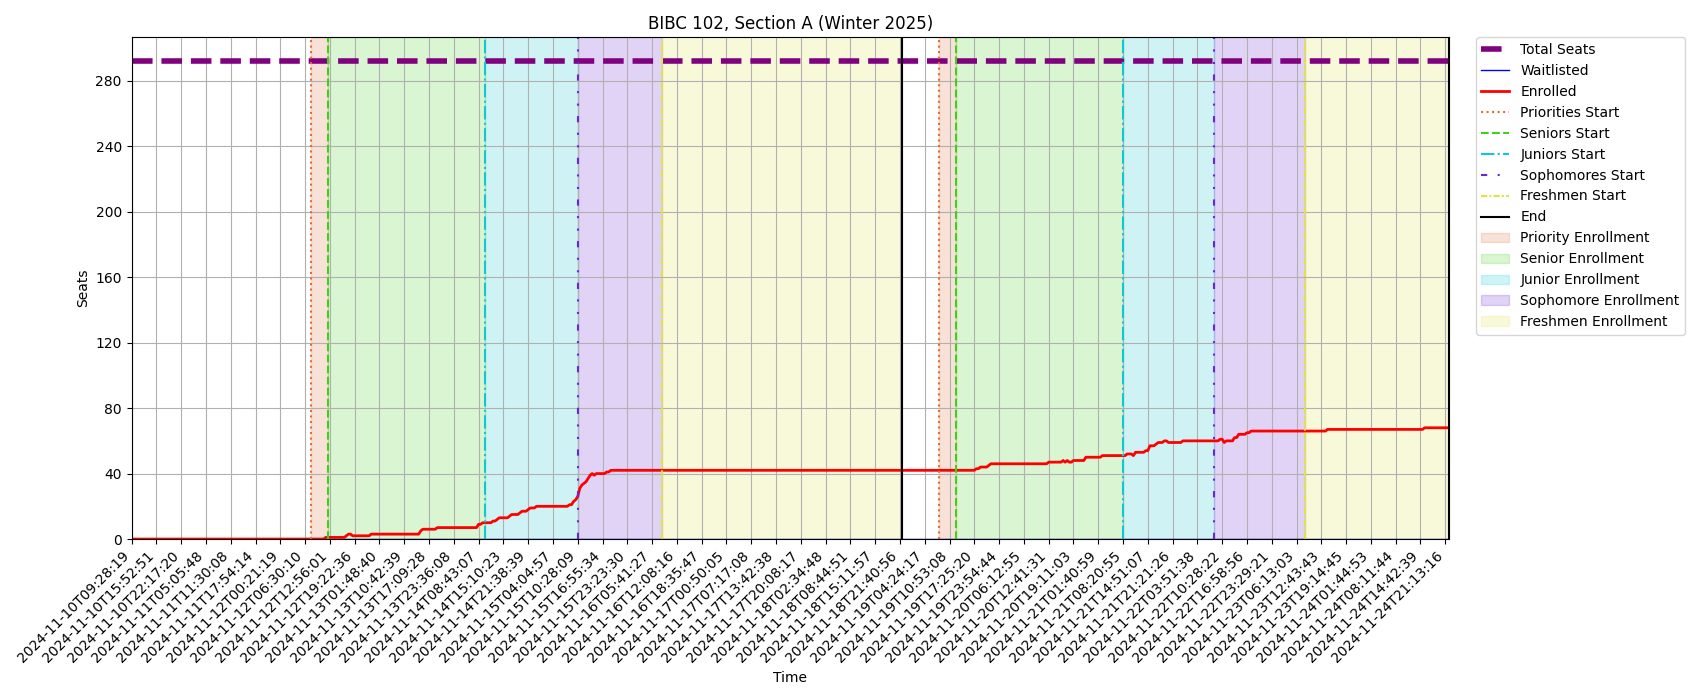 BIBC 102, Section A (Winter 2025)
Total Seats
Waitlisted
Enrolled
Priorities Start
Seniors Start
Juniors Start
Sophomores Start
Freshmen Start
End
Priority Enrollment
Senior Enrollment
Junior Enrollment
Sophomore Enrollment
Freshmen Enrollment
Seats
280
240
200
160
120
80
40
0
2024-11-10T09:28:19
2024-11-10T15:52:51
2024-11-10T22:17:20
2024-11-11T05:05:48
2024-11-11T11:30:08
2024-11-11T17:54:14
2024-11-12T00:21:19
2024-11-12T06:30:10
2024-11-12T12:56:01
2024-11-12T19:22:36
2024-11-13T01:48:40
2024-11-13T10:42:39
2024-11-13T17:09:28
2024-11-13T23:36:08
2024-11-14T08:43:07
2024-11-14T15:10:23
2024-11-14T21:38:39
2024-11-15T04:04:57
2024-11-15T10:28:09
2024-11-15T16:55:34
2024-11-15T23:23:30
2024-11-16T05:41:27
2024-11-16T12:08:16
2024-11-16T18:35:47
2024-11-17T00:50:05
2024-11-17T07:17:08
2024-11-17T13:42:38
2024-11-17T20:08:17
2024-11-18T02:34:48
2024-11-18T08:44:51
2024-11-18T15:11:57
2024-11-18T21:40:56
2024-11-19T04:24:17
2024-11-19T10:53:08
2024-11-19T17:25:20
2024-11-19T23:54:44
2024-11-20T06:12:55
2024-11-20T12:41:31
2024-11-20T19:11:03
2024-11-21T01:40:59
2024-11-21T08:20:55
2024-11-21T14:51:07
2024-11-21T21:21:26
2024-11-22T03:51:38
2024-11-22T10:28:22
2024-11-22T16:58:56
2024-11-22T23:29:21
2024-11-23T06:13:03
2024-11-23T12:43:43
2024-11-23T19:14:45
2024-11-24T01:44:53
2024-11-24T08:11:44
2024-11-24T14:42:39
2024-11-24T21:13:16
Time